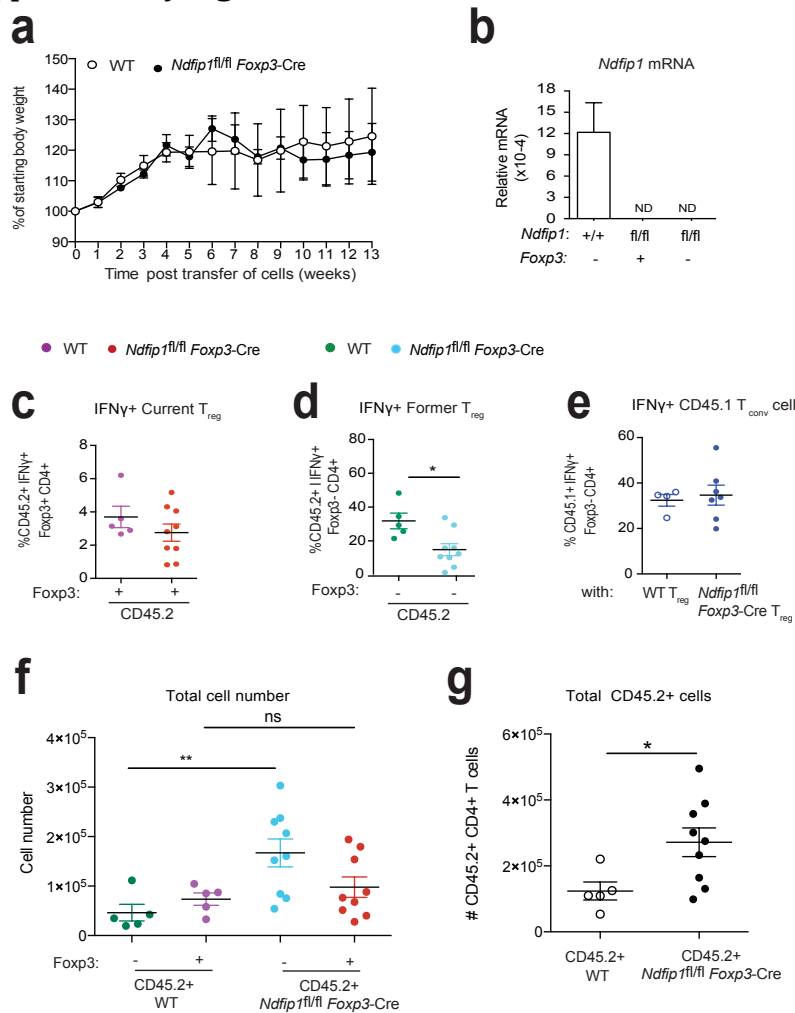 a
WT
Ndfip1fl/fl Foxp3-Cre
% of starting body weight
150
140
130
120
110
100
90
0 1 2 3 4 5 6 7 8 9 10 11 12 13
Time post transfer of cells (weeks)
b
Ndfip1 mRNA
Relative mRNA
(x10-4)
18
15
12
9
6
3
0
ND ND
Ndfip1: +/+ fl/fl fl/fl
Foxp3: - + -
WT Ndfip1fl/fl Foxp3-Cre WT Ndfip1fl/fl Foxp3-Cre
c
IFNγ+ Current Treg
%CD45.2+ IFNγ+
Foxp3+ CD4+
8
6
4
2
0
Foxp3: + +
CD45.2
d
IFNγ+ Former Treg
%CD45.2+ I IFNγ+
Foxp3- CD4+
80
60
40
20
0
*
Foxp3: - -
CD45.2
e
IFNγ+ CD45.1 Tconv cell
% CD45.1+ IFNγ+
Foxp3- CD4+
60
40
20
0
with: WT Treg Ndfip1fl/fl
Foxp3-Cre Treg
f
Total cell number
Cell number
4×10⁵
3×10⁵
2×10⁵
1×10⁵
0
ns
**
Foxp3: - + - +
CD45.2+
WT
CD45.2+
Ndfip1fl/fl Foxp3-Cre
g
Total CD45.2+ cells
# CD45.2+ CD4+ T cells
6×10⁵
4×10⁵
2×10⁵
0
*
CD45.2+
WT
CD45.2+
Ndfip1fl/fl Foxp3-Cre